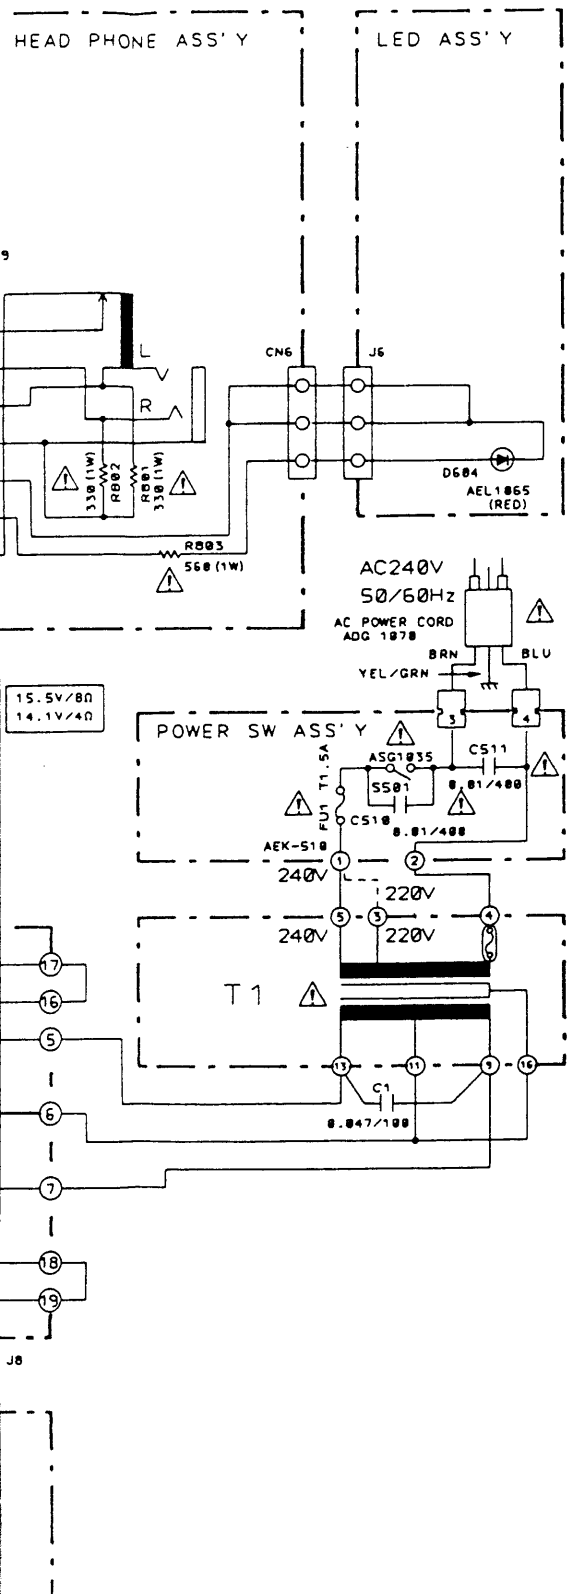 HEAD PHONE ASS'Y
LED ASS'Y
9
L
R
CN6
J6
330 (1W)
R802
R801
330 (1W)
D604
AEL1065
(RED)
R803
560 (1W)
AC240V
50/60Hz
AC POWER CORD
ADG 1070
BRN
BLU
YEL/GRN
15.5V/8Ω
14.1V/4Ω
3
4
POWER SW ASS'Y
ASG1035
S501
C511
0.01/400
FU1 T1.5A
C510
0.01/400
AEK-510
1
2
240V
220V
5
3
4
240V
220V
T1
17
16
5
13
11
9
16
C1
0.047/100
6
7
18
19
J8